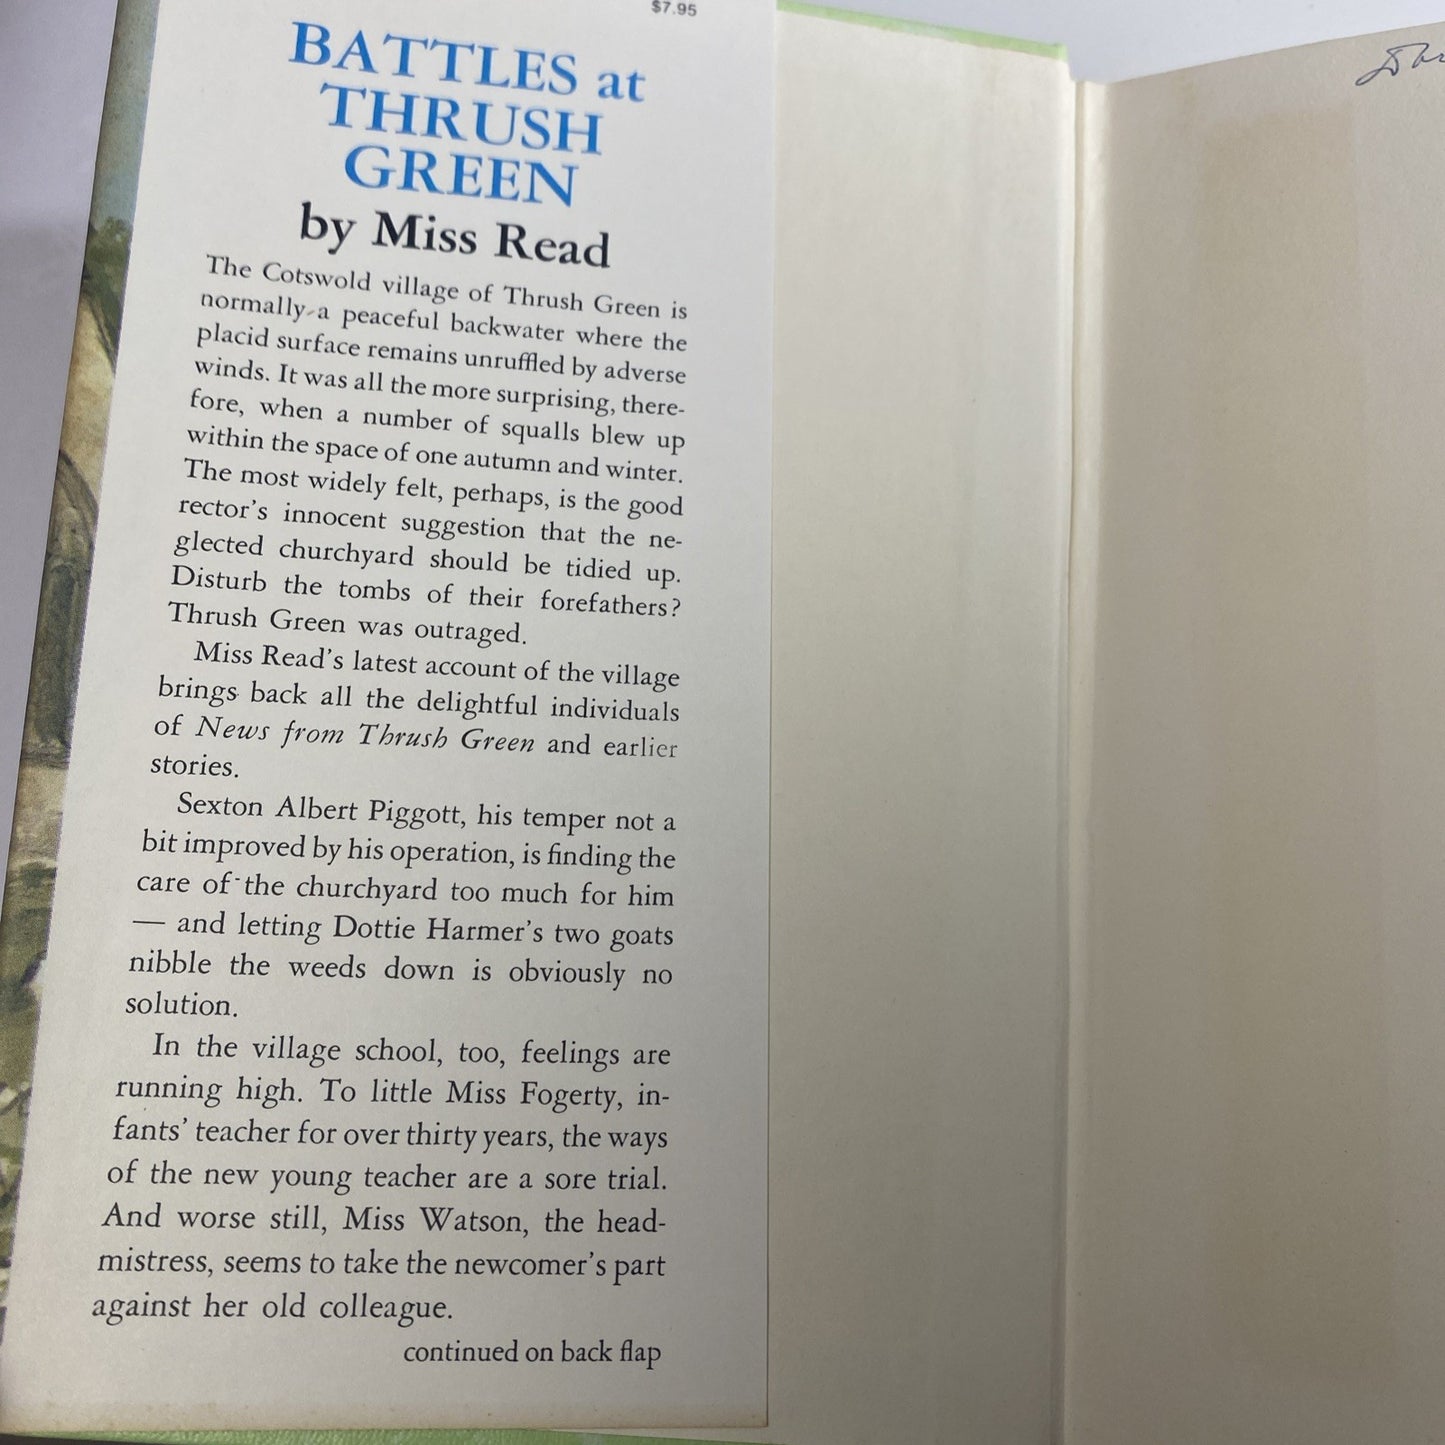 $7.95
BATTLES at
THRUSH
GREEN
by Miss Read
The Cotswold village of Thrush Green is
normally a peaceful backwater where the
placid surface remains unruffled by adverse
winds. It was all the more surprising, there-
fore, when a number of squalls blew up
within the space of one autumn and winter.
The most widely felt, perhaps, is the good
rector's innocent suggestion that the ne-
glected churchyard should be tidied up.
Disturb the tombs of their forefathers?
Thrush Green was outraged.
Miss Read's latest account of the village
brings back all the delightful individuals
of News from Thrush Green and earlier
stories.
Sexton Albert Piggott, his temper not a
bit improved by his operation, is finding the
care of the churchyard too much for him
— and letting Dottie Harmer's two goats
nibble the weeds down is obviously no
solution.
In the village school, too, feelings are
running high. To little Miss Fogerty, in-
fants' teacher for over thirty years, the ways
of the new young teacher are a sore trial.
And worse still, Miss Watson, the head-
mistress, seems to take the newcomer's part
against her old colleague.
continued on back flap